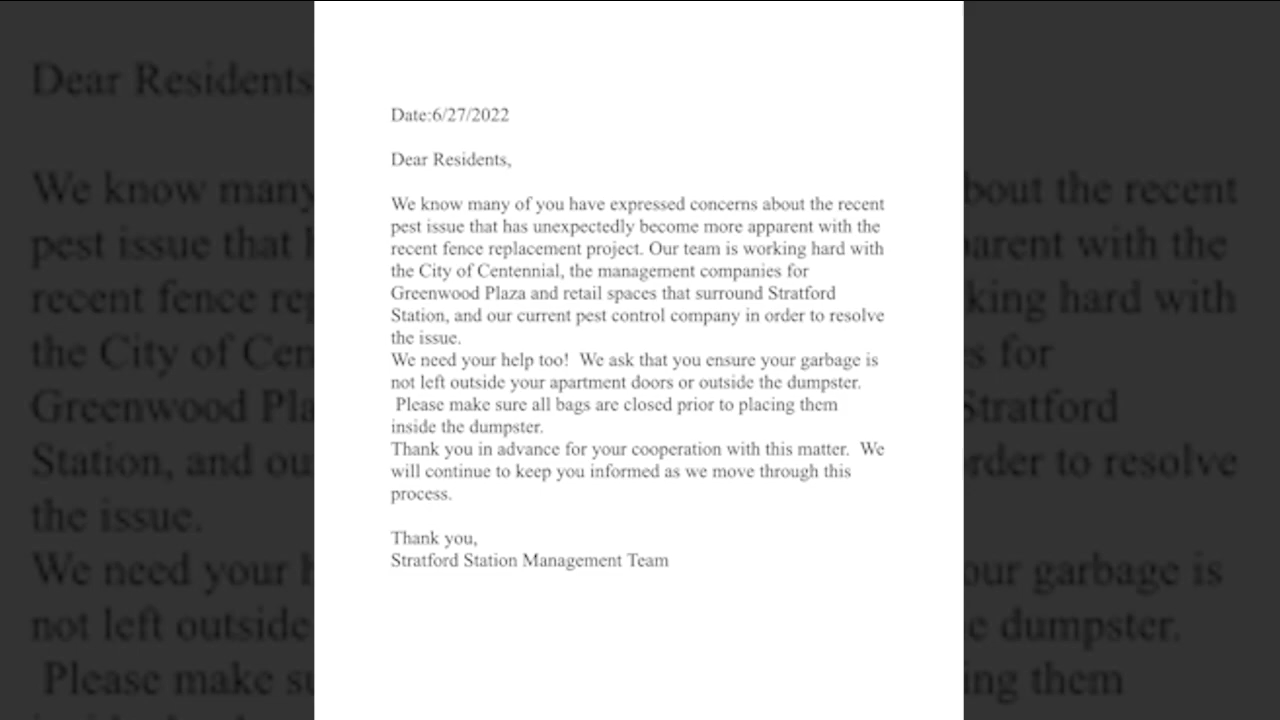 Date:6/27/2022
Dear Residents,
We know many of you have expressed concerns about the recent
pest issue that has unexpectedly become more apparent with the
recent fence replacement project. Our team is working hard with
the City of Centennial, the management companies for
Greenwood Plaza and retail spaces that surround Stratford
Station, and our current pest control company in order to resolve
the issue.
We need your help too!  We ask that you ensure your garbage is
not left outside your apartment doors or outside the dumpster.
 Please make sure all bags are closed prior to placing them
inside the dumpster.
Thank you in advance for your cooperation with this matter.  We
will continue to keep you informed as we move through this
process.
Thank you,
Stratford Station Management Team